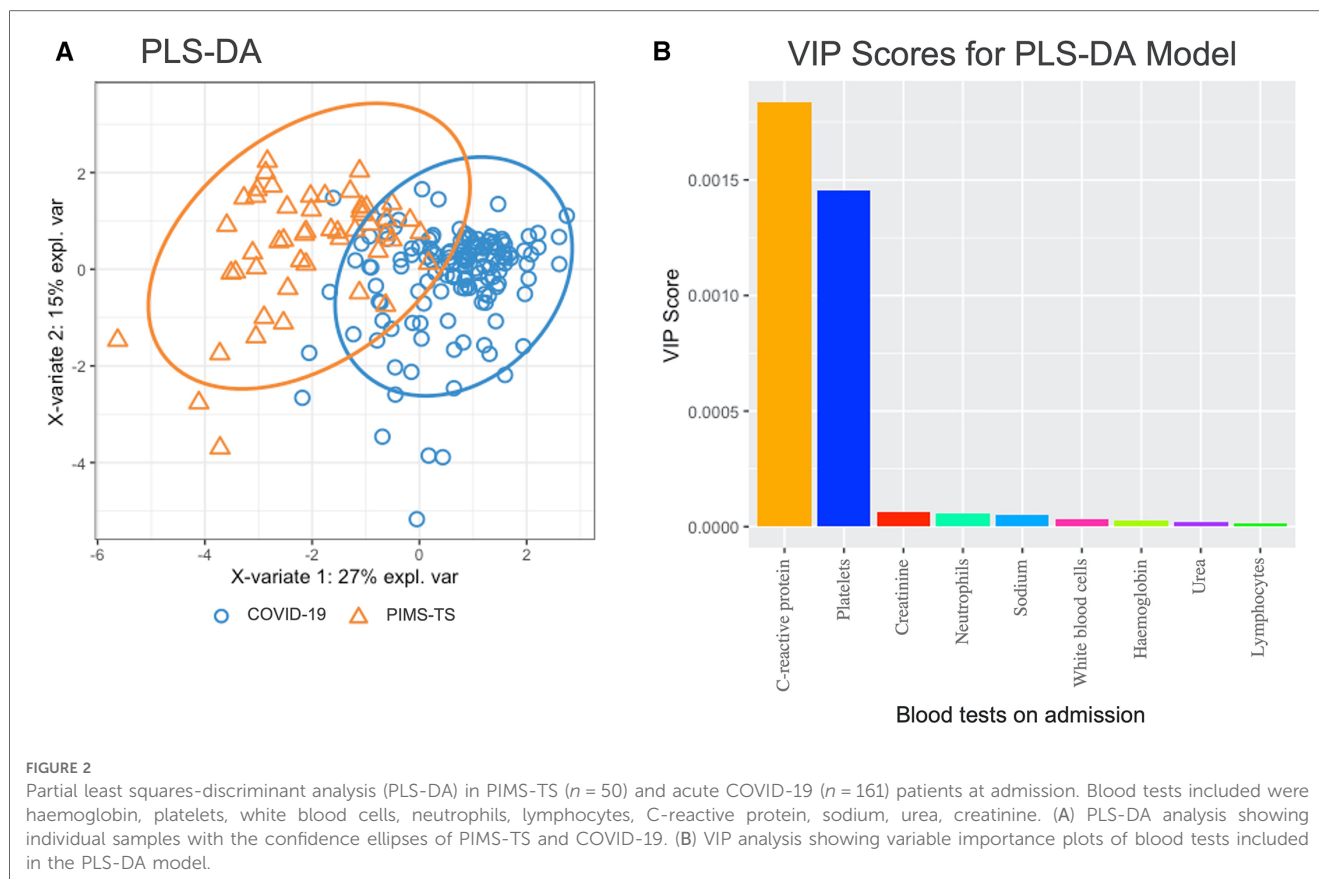 A
PLS-DA
X-variate 2: 15% expl. var
2
0
-2
-4
-6
-4
-2
0
2
X-variate 1: 27% expl. var
COVID-19
PIMS-TS
B
VIP Scores for PLS-DA Model
VIP Score
0.0015
0.0010
0.0005
0.0000
C-reactive protein
Platelets
Creatinine
Neutrophils
Sodium
White blood cells
Haemoglobin
Urea
Lymphocytes
Blood tests on admission
FIGURE 2
Partial least squares-discriminant analysis (PLS-DA) in PIMS-TS (n = 50) and acute COVID-19 (n = 161) patients at admission. Blood tests included were
haemoglobin, platelets, white blood cells, neutrophils, lymphocytes, C-reactive protein, sodium, urea, creatinine. (A) PLS-DA analysis showing
individual samples with the confidence ellipses of PIMS-TS and COVID-19. (B) VIP analysis showing variable importance plots of blood tests included
in the PLS-DA model.